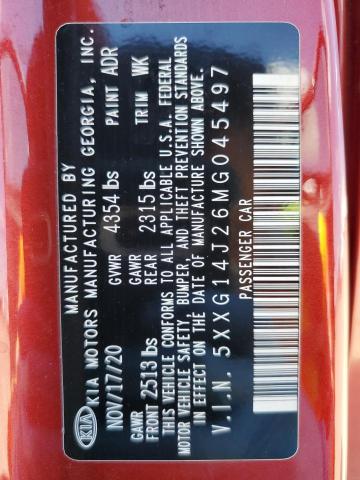 MANUFACTURED BY
KIA KIA MOTORS MANUFACTURING GEORGIA, INC.
NOV/17/20 GVWR 4354 lbs PAINT ADR
GAWR FRONT 2513 lbs GAWR REAR 2315 lbs TRIM WK
THIS VEHICLE CONFORMS TO ALL APPLICABLE U.S.A. FEDERAL
MOTOR VEHICLE SAFETY, BUMPER, AND THEFT PREVENTION STANDARDS
IN EFFECT ON THE DATE OF MANUFACTURE SHOWN ABOVE.
V.I.N. 5XXG14J26MG045497
PASSENGER CAR